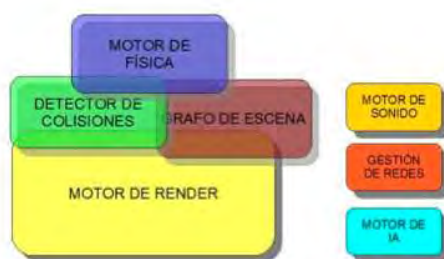 MOTOR DE
FÍSICA
DETECTOR DE
COLISIONES
GRAFO DE ESCENA
MOTOR DE RENDER
MOTOR DE
SONIDO
GESTIÓN
DE REDES
MOTOR DE
IA